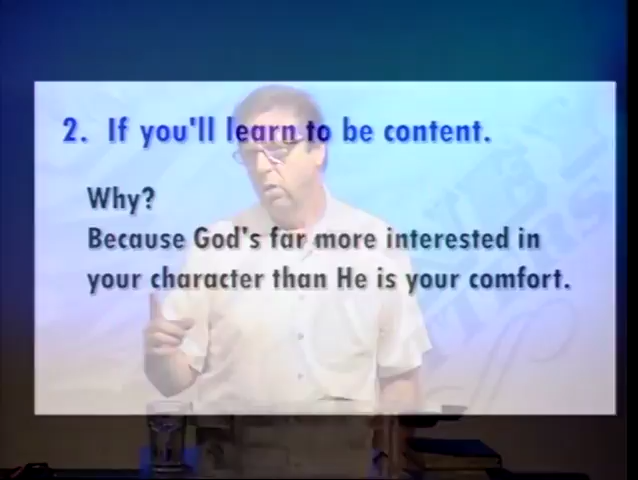 2. If you'll learn to be content.
Why?
Because God's far more interested in
your character than He is your comfort.